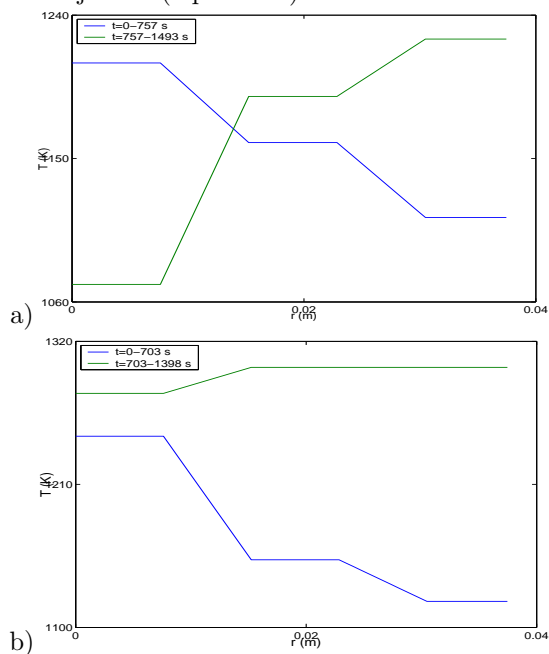 1240
t=0−757 s
t=757−1493 s
T (K)
1150
1060
0
0.02
0.04
r (m)
a)
1320
t=0−703 s
t=703−1398 s
T (K)
1210
1100
0
0.02
0.04
r (m)
b)